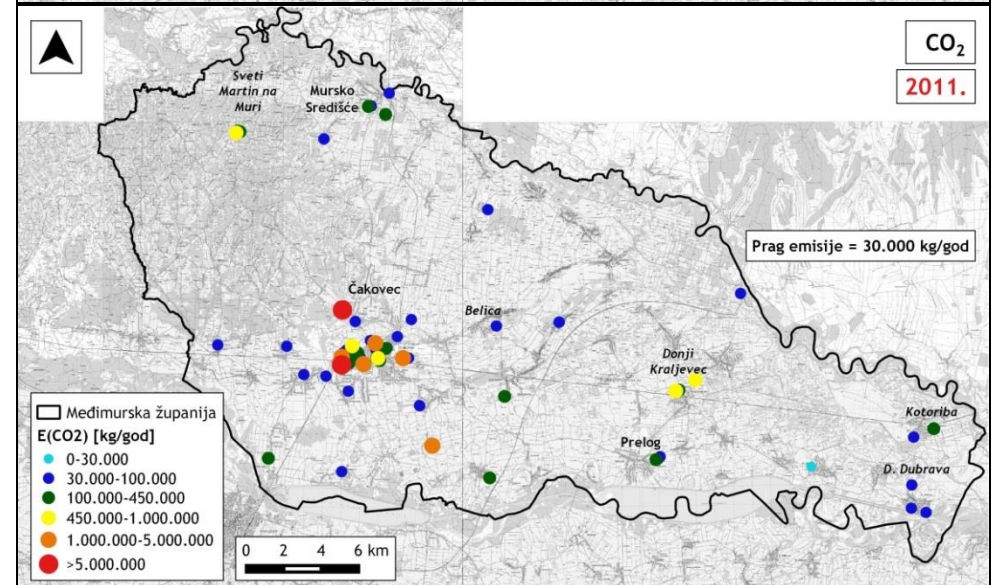 CO₂
2011.
Sveti
Martin na
Muri
Mursko
Središće
Prag emisije = 30.000 kg/god
Čakovec
Belica
Donji
Kraljevec
Kotoriba
Prelog
D. Dubrava
Međimurska županija
E(CO2) [kg/god]
0-30.000
30.000-100.000
100.000-450.000
450.000-1.000.000
1.000.000-5.000.000
>5.000.000
0 2 4 6 km